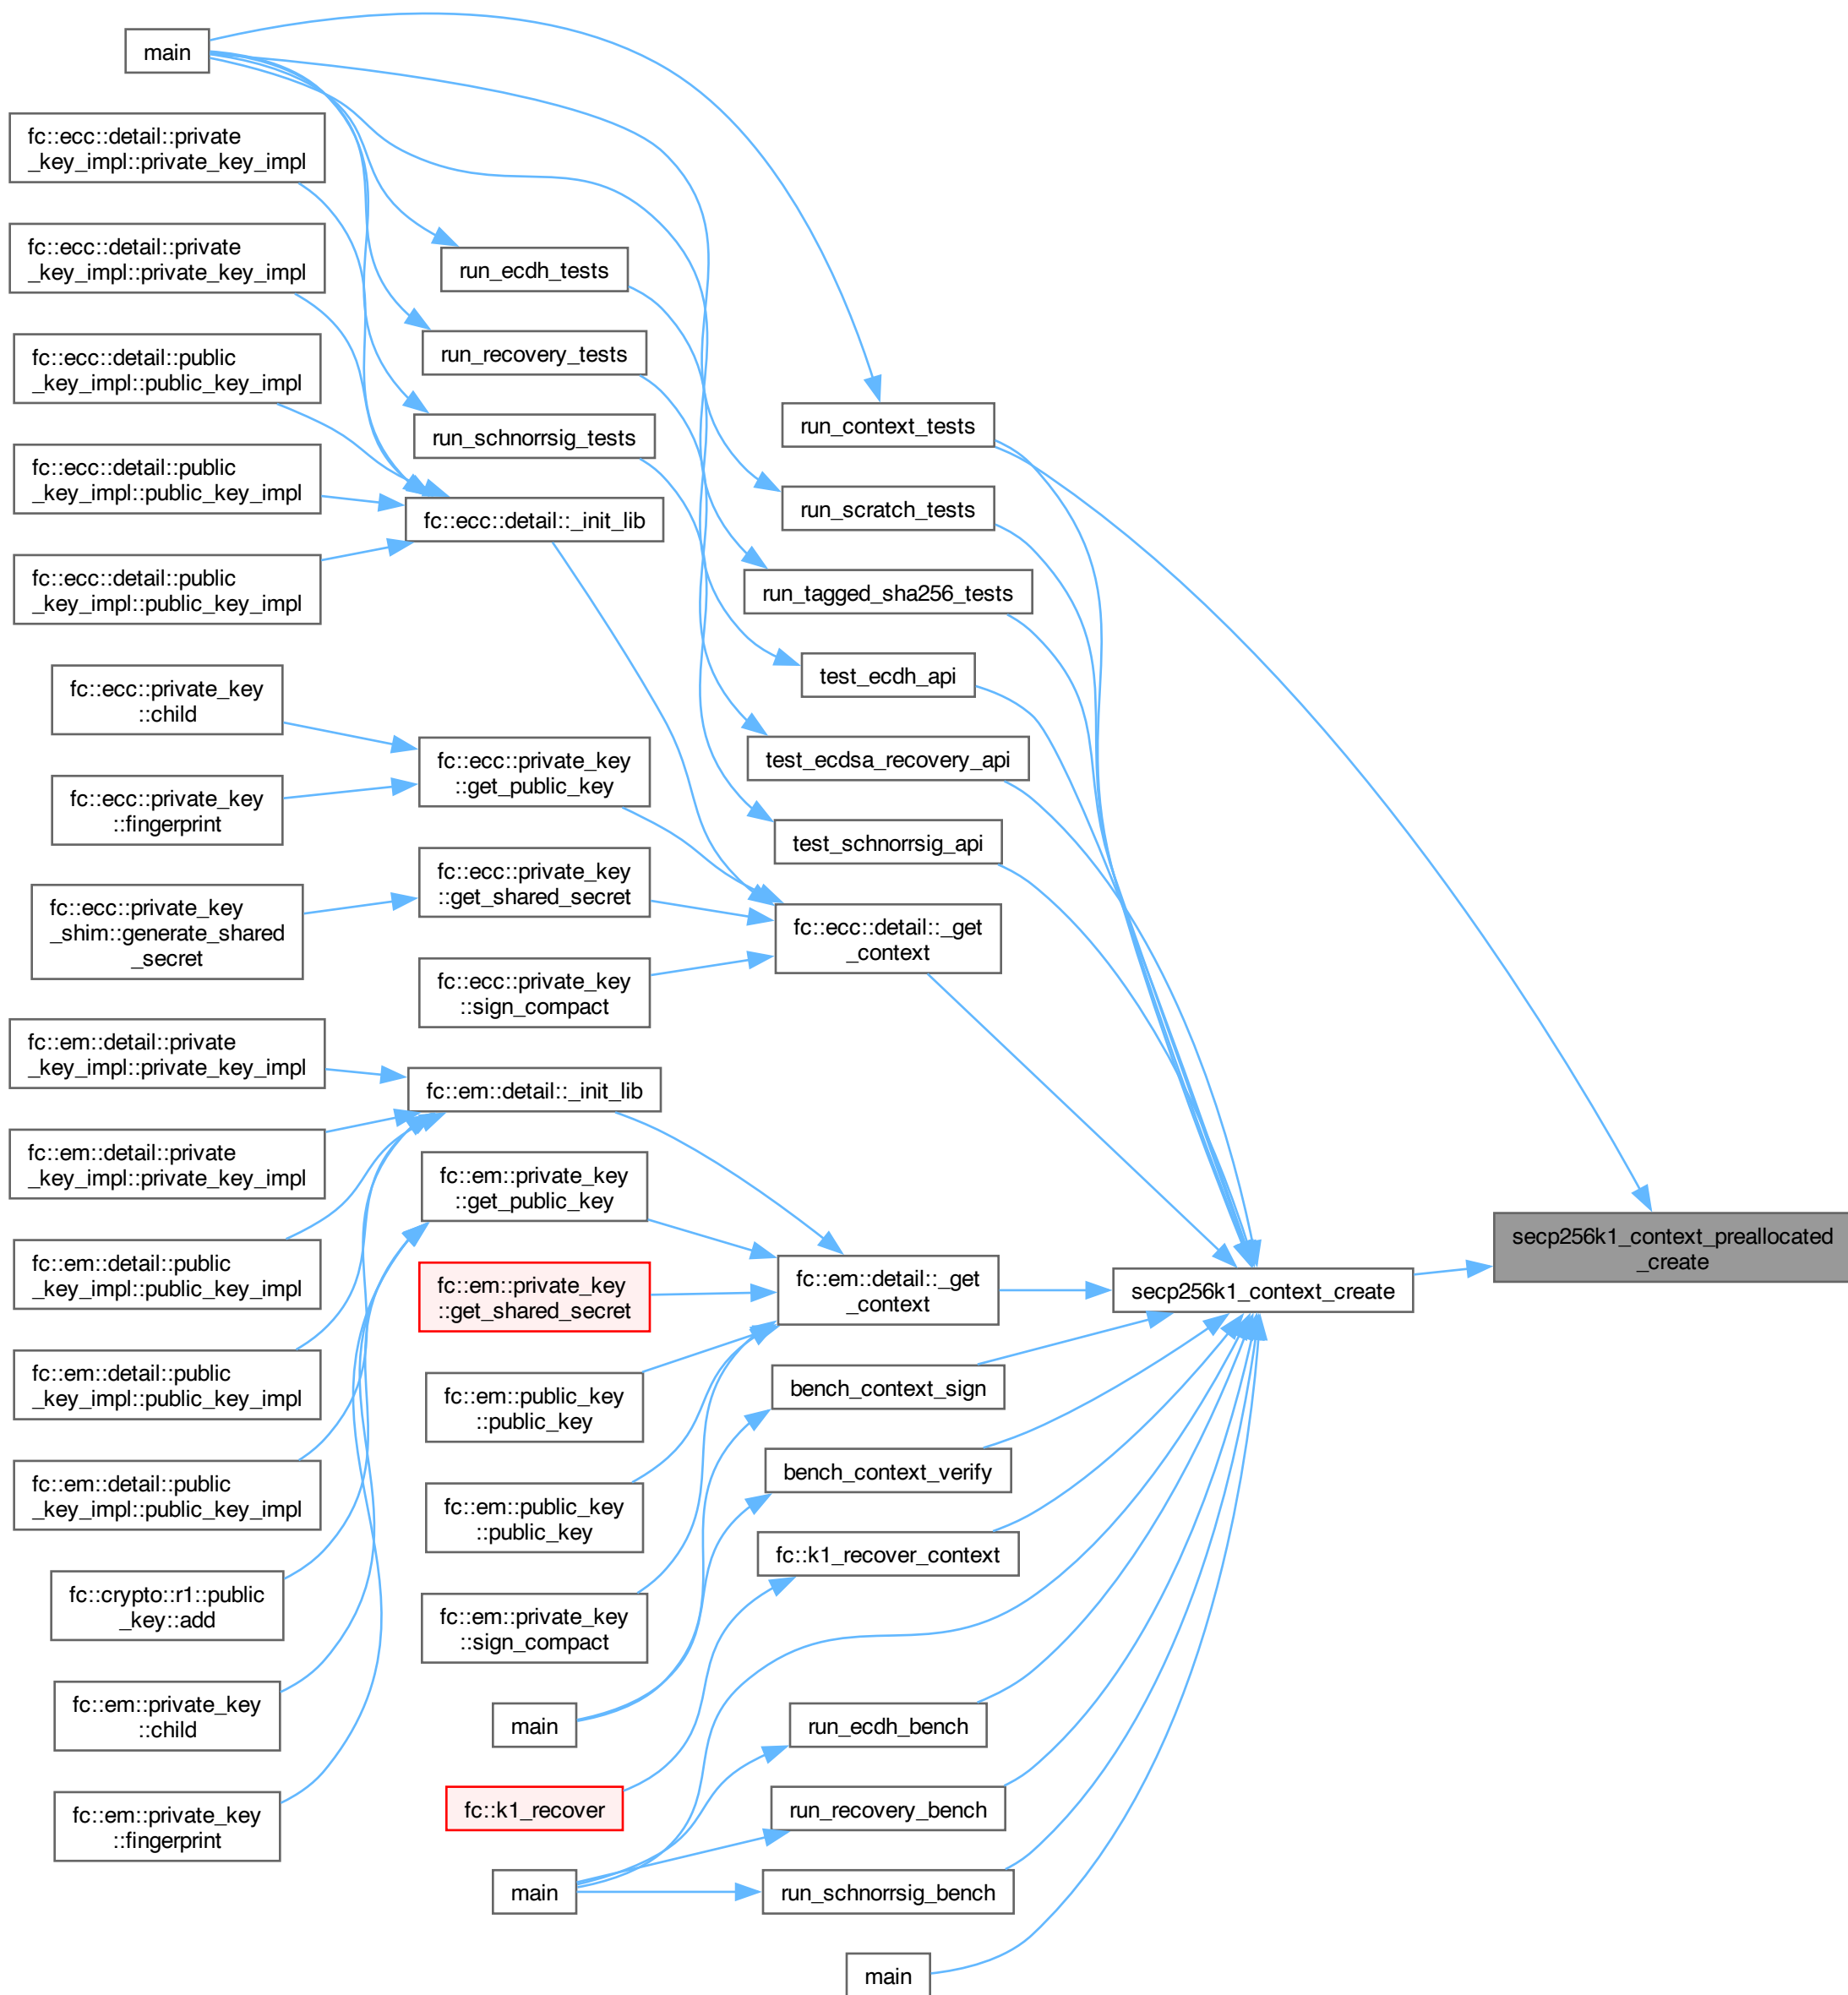 main
fc::ecc::detail::private
_key_impl::private_key_impl
fc::ecc::detail::private
_key_impl::private_key_impl
fc::ecc::detail::public
_key_impl::public_key_impl
fc::ecc::detail::public
_key_impl::public_key_impl
fc::ecc::detail::public
_key_impl::public_key_impl
fc::ecc::private_key
::child
fc::ecc::private_key
::fingerprint
fc::ecc::private_key
_shim::generate_shared
_secret
fc::em::detail::private
_key_impl::private_key_impl
fc::em::detail::private
_key_impl::private_key_impl
fc::em::detail::public
_key_impl::public_key_impl
fc::em::detail::public
_key_impl::public_key_impl
fc::em::detail::public
_key_impl::public_key_impl
fc::crypto::r1::public
_key::add
fc::em::private_key
::child
fc::em::private_key
::fingerprint
run_ecdh_tests
run_recovery_tests
run_schnorrsig_tests
fc::ecc::detail::_init_lib
fc::ecc::private_key
::get_public_key
fc::ecc::private_key
::get_shared_secret
fc::ecc::private_key
::sign_compact
fc::em::detail::_init_lib
fc::em::private_key
::get_public_key
fc::em::private_key
::get_shared_secret
fc::em::public_key
::public_key
fc::em::public_key
::public_key
fc::em::private_key
::sign_compact
main
fc::k1_recover
main
run_context_tests
run_scratch_tests
run_tagged_sha256_tests
test_ecdh_api
test_ecdsa_recovery_api
test_schnorrsig_api
fc::ecc::detail::_get
_context
fc::em::detail::_get
_context
bench_context_sign
bench_context_verify
fc::k1_recover_context
run_ecdh_bench
run_recovery_bench
run_schnorrsig_bench
main
secp256k1_context_create
secp256k1_context_preallocated
_create